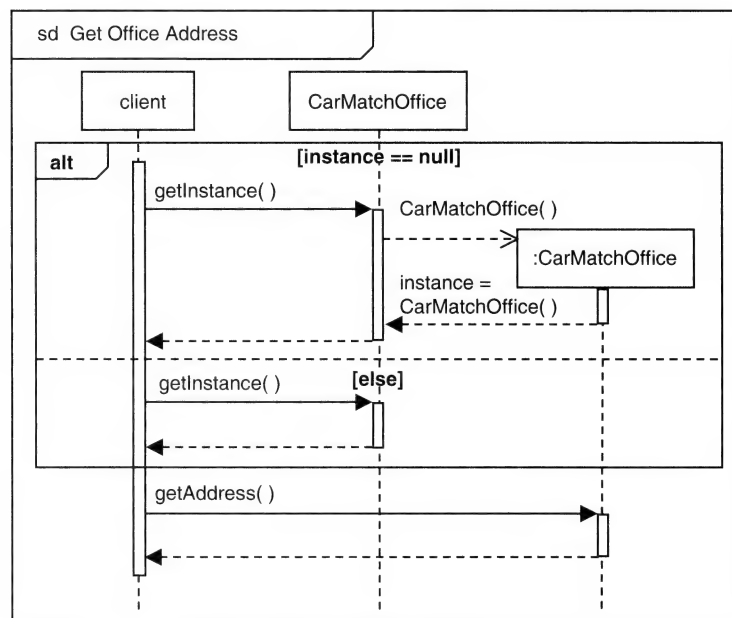 sd Get Office Address
client
CarMatchOffice
alt
[instance == null]
getInstance( )
CarMatchOffice( )
:CarMatchOffice
instance =
CarMatchOffice( )
[else]
getInstance( )
getAddress( )